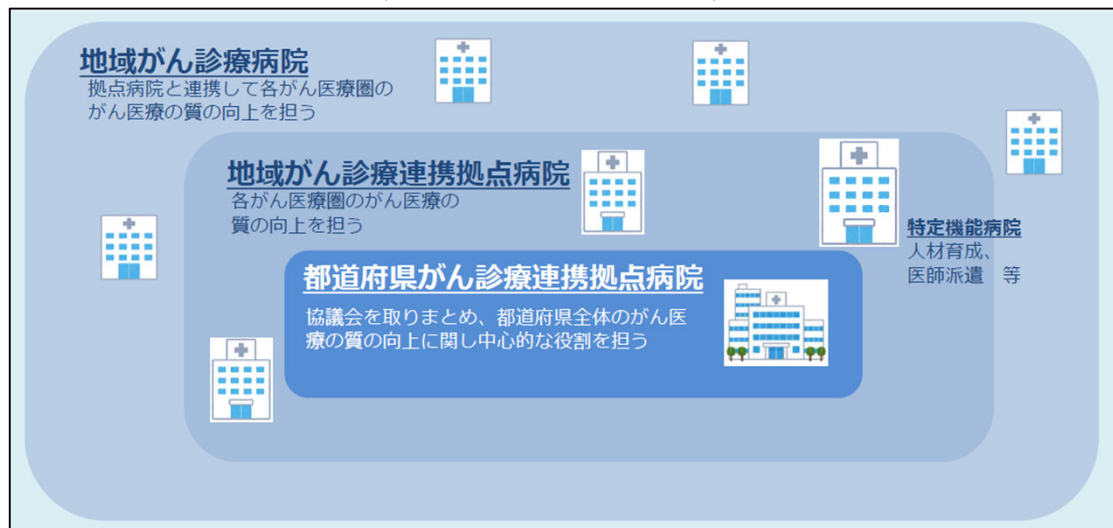 地域がん診療病院
拠点病院と連携して各がん医療圏の
がん医療の質の向上を担う
地域がん診療連携拠点病院
各がん医療圏のがん医療の
質の向上を担う
特定機能病院
人材育成、
医師派遣　等
都道府県がん診療連携拠点病院
協議会を取りまとめ、都道府県全体のがん医
療の質の向上に関し中心的な役割を担う